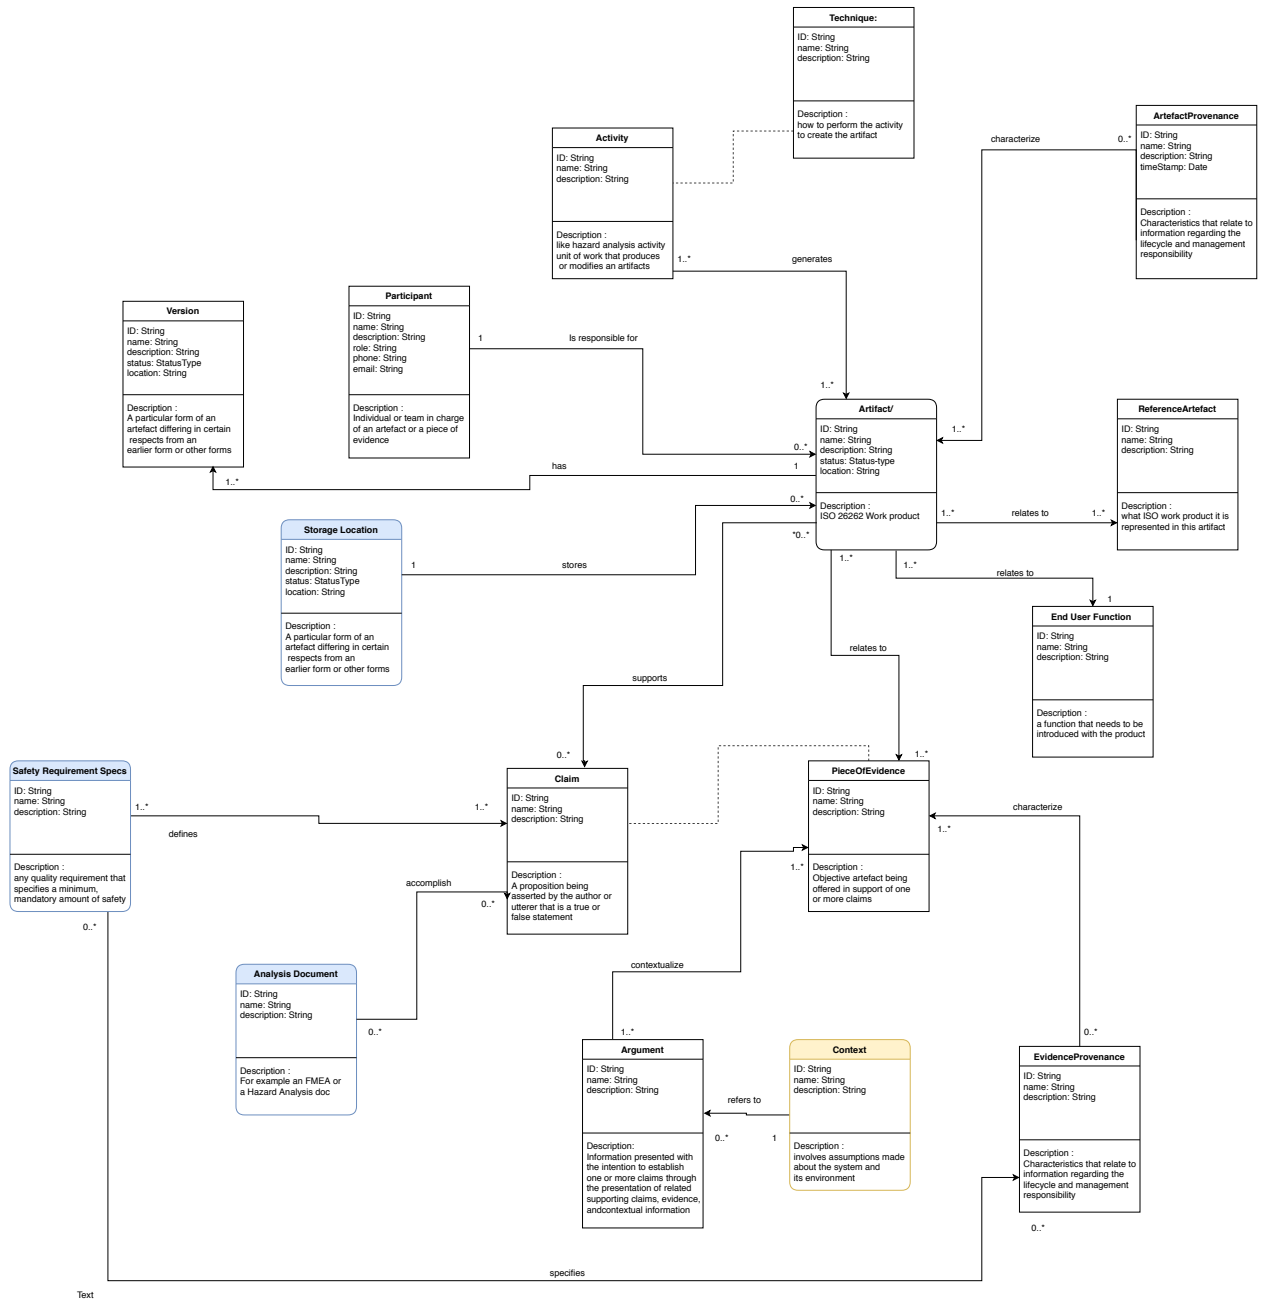 Technique:
ID: String
name: String
description: String
Description :
how to perform the activity
to create the artifact
Activity
ID: String
name: String
description: String
Description :
like hazard analysis activity
unit of work that produces
or modifies an artifacts
1..*
generates
1..*
ArtefactProvenance
ID: String
name: String
description: String
timeStamp: Date
Description :
Characteristics that relate to
information regarding the
lifecycle and management
responsibility
characterize
0..*
1..*
Version
ID: String
name: String
description: String
status: StatusType
location: String
Description :
A particular form of an
artefact differing in certain
respects from an
earlier form or other forms
1..*
has
1
Participant
ID: String
name: String
description: String
role: String
phone: String
email: String
Description :
Individual or team in charge
of an artefact or a piece of
evidence
1
Is responsible for
0..*
Artifact/
ID: String
name: String
description: String
status: Status-type
location: String
Description :
ISO 26262 Work product
ReferenceArtefact
ID: String
name: String
description: String
Description :
what ISO work product it is
represented in this artifact
1..*
relates to
1..*
Storage Location
ID: String
name: String
description: String
status: StatusType
location: String
Description :
A particular form of an
artefact differing in certain
respects from an
earlier form or other forms
1
stores
0..*
*0..*
supports
0..*
1..*
relates to
1..*
1..*
relates to
1
End User Function
ID: String
name: String
description: String
Description :
a function that needs to be
introduced with the product
Safety Requirement Specs
ID: String
name: String
description: String
Description :
any quality requirement that
specifies a minimum,
mandatory amount of safety
1..*
defines
1..*
0..*
Claim
ID: String
name: String
description: String
Description :
A proposition being
asserted by the author or
utterer that is a true or
false statement
PieceOfEvidence
ID: String
name: String
description: String
Description :
Objective artefact being
offered in support of one
or more claims
characterize
1..*
0..*
accomplish
0..*
0..*
Analysis Document
ID: String
name: String
description: String
Description :
For example an FMEA or
a Hazard Analysis doc
contextualize
1..*
1..*
Argument
ID: String
name: String
description: String
Description:
Information presented with
the intention to establish
one or more claims through
the presentation of related
supporting claims, evidence,
andcontextual information
refers to
0..*
1
Context
ID: String
name: String
description: String
Description :
involves assumptions made
about the system and
its environment
EvidenceProvenance
ID: String
name: String
description: String
Description :
Characteristics that relate to
information regarding the
lifecycle and management
responsibility
0..*
specifies
Text